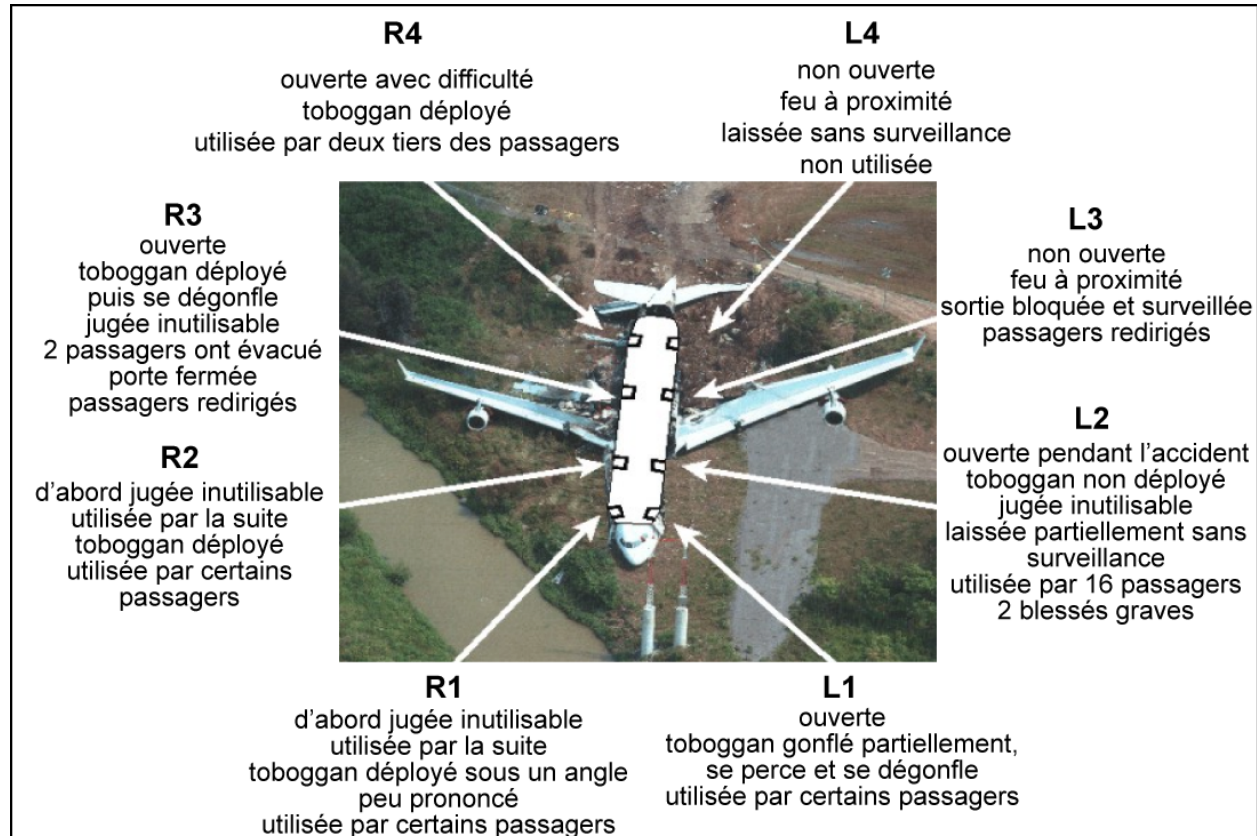 R4
ouverte avec difficulté
toboggan déployé
utilisée par deux tiers des passagers
L4
non ouverte
feu à proximité
laissée sans surveillance
non utilisée
R3
ouverte
toboggan déployé
puis se dégonfle
jugée inutilisable
2 passagers ont évacué
porte fermée
passagers redirigés
L3
non ouverte
feu à proximité
sortie bloquée et surveillée
passagers redirigés
R2
d'abord jugée inutilisable
utilisée par la suite
toboggan déployé
utilisée par certains
passagers
L2
ouverte pendant l'accident
toboggan non déployé
jugée inutilisable
laissée partiellement sans
surveillance
utilisée par 16 passagers
2 blessés graves
R1
d'abord jugée inutilisable
utilisée par la suite
toboggan déployé sous un angle
peu prononcé
utilisée par certains passagers
L1
ouverte
toboggan gonflé partiellement,
se perce et se dégonfle
utilisée par certains passagers